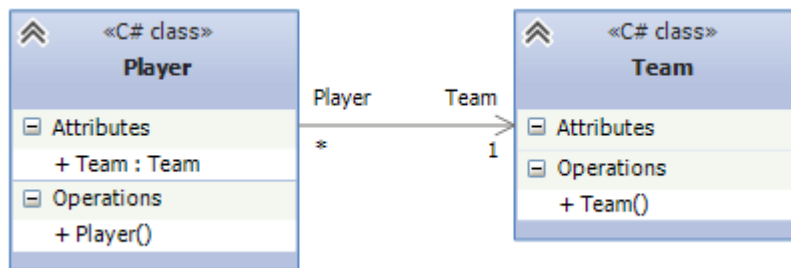 «C# class»
Player
Attributes
+ Team : Team
Operations
+ Player()
Player Team
* 1
«C# class»
Team
Attributes
Operations
+ Team()